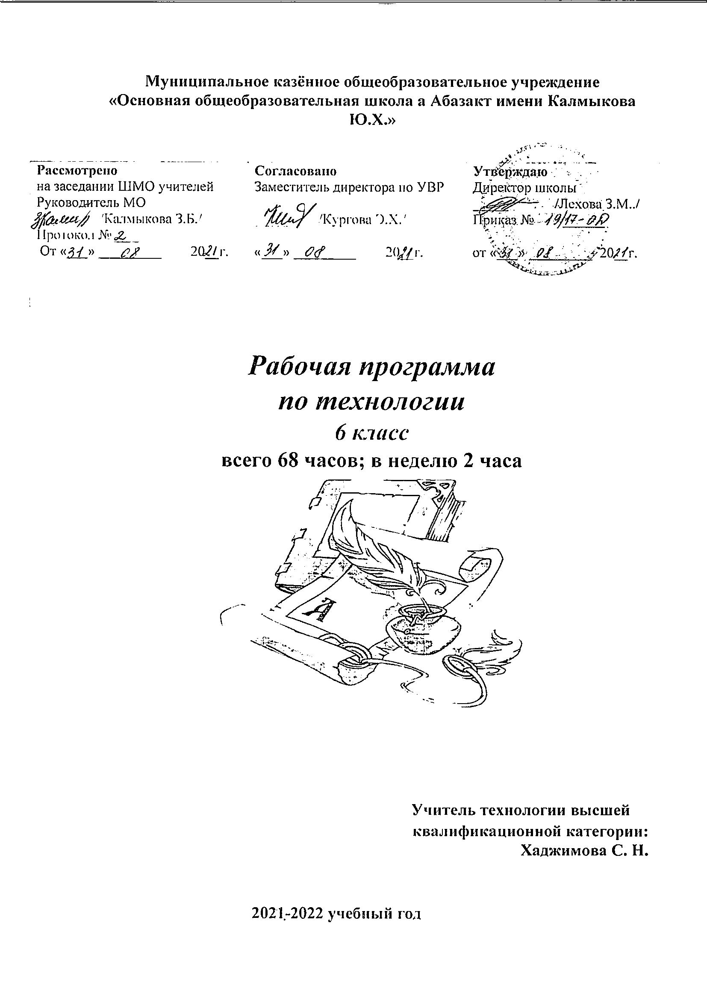 Муниципальное казённое общеобразовательное учреждение
«Основная общеобразовательная школа а Абазакт имени Калмыкова
Ю.Х.»
Рассмотрено
на заседании ШМО учителей
Руководитель МО
/Калмыкова З.Б./
Протокол № 2
От «31» 08 2021г.
Согласовано
Заместитель директора по УВР
/Кургова Э.Х./
«31» 08 2021г.
Утверждаю
Директор школы
/Лехова З.М../
Приказ № 19/17-ОД
от «31» 08 2021г.
Рабочая программа
по технологии
6 класс
всего 68 часов; в неделю 2 часа
А
Учитель технологии высшей
квалификационной категории:
Хаджимова С. Н.
2021-2022 учебный год